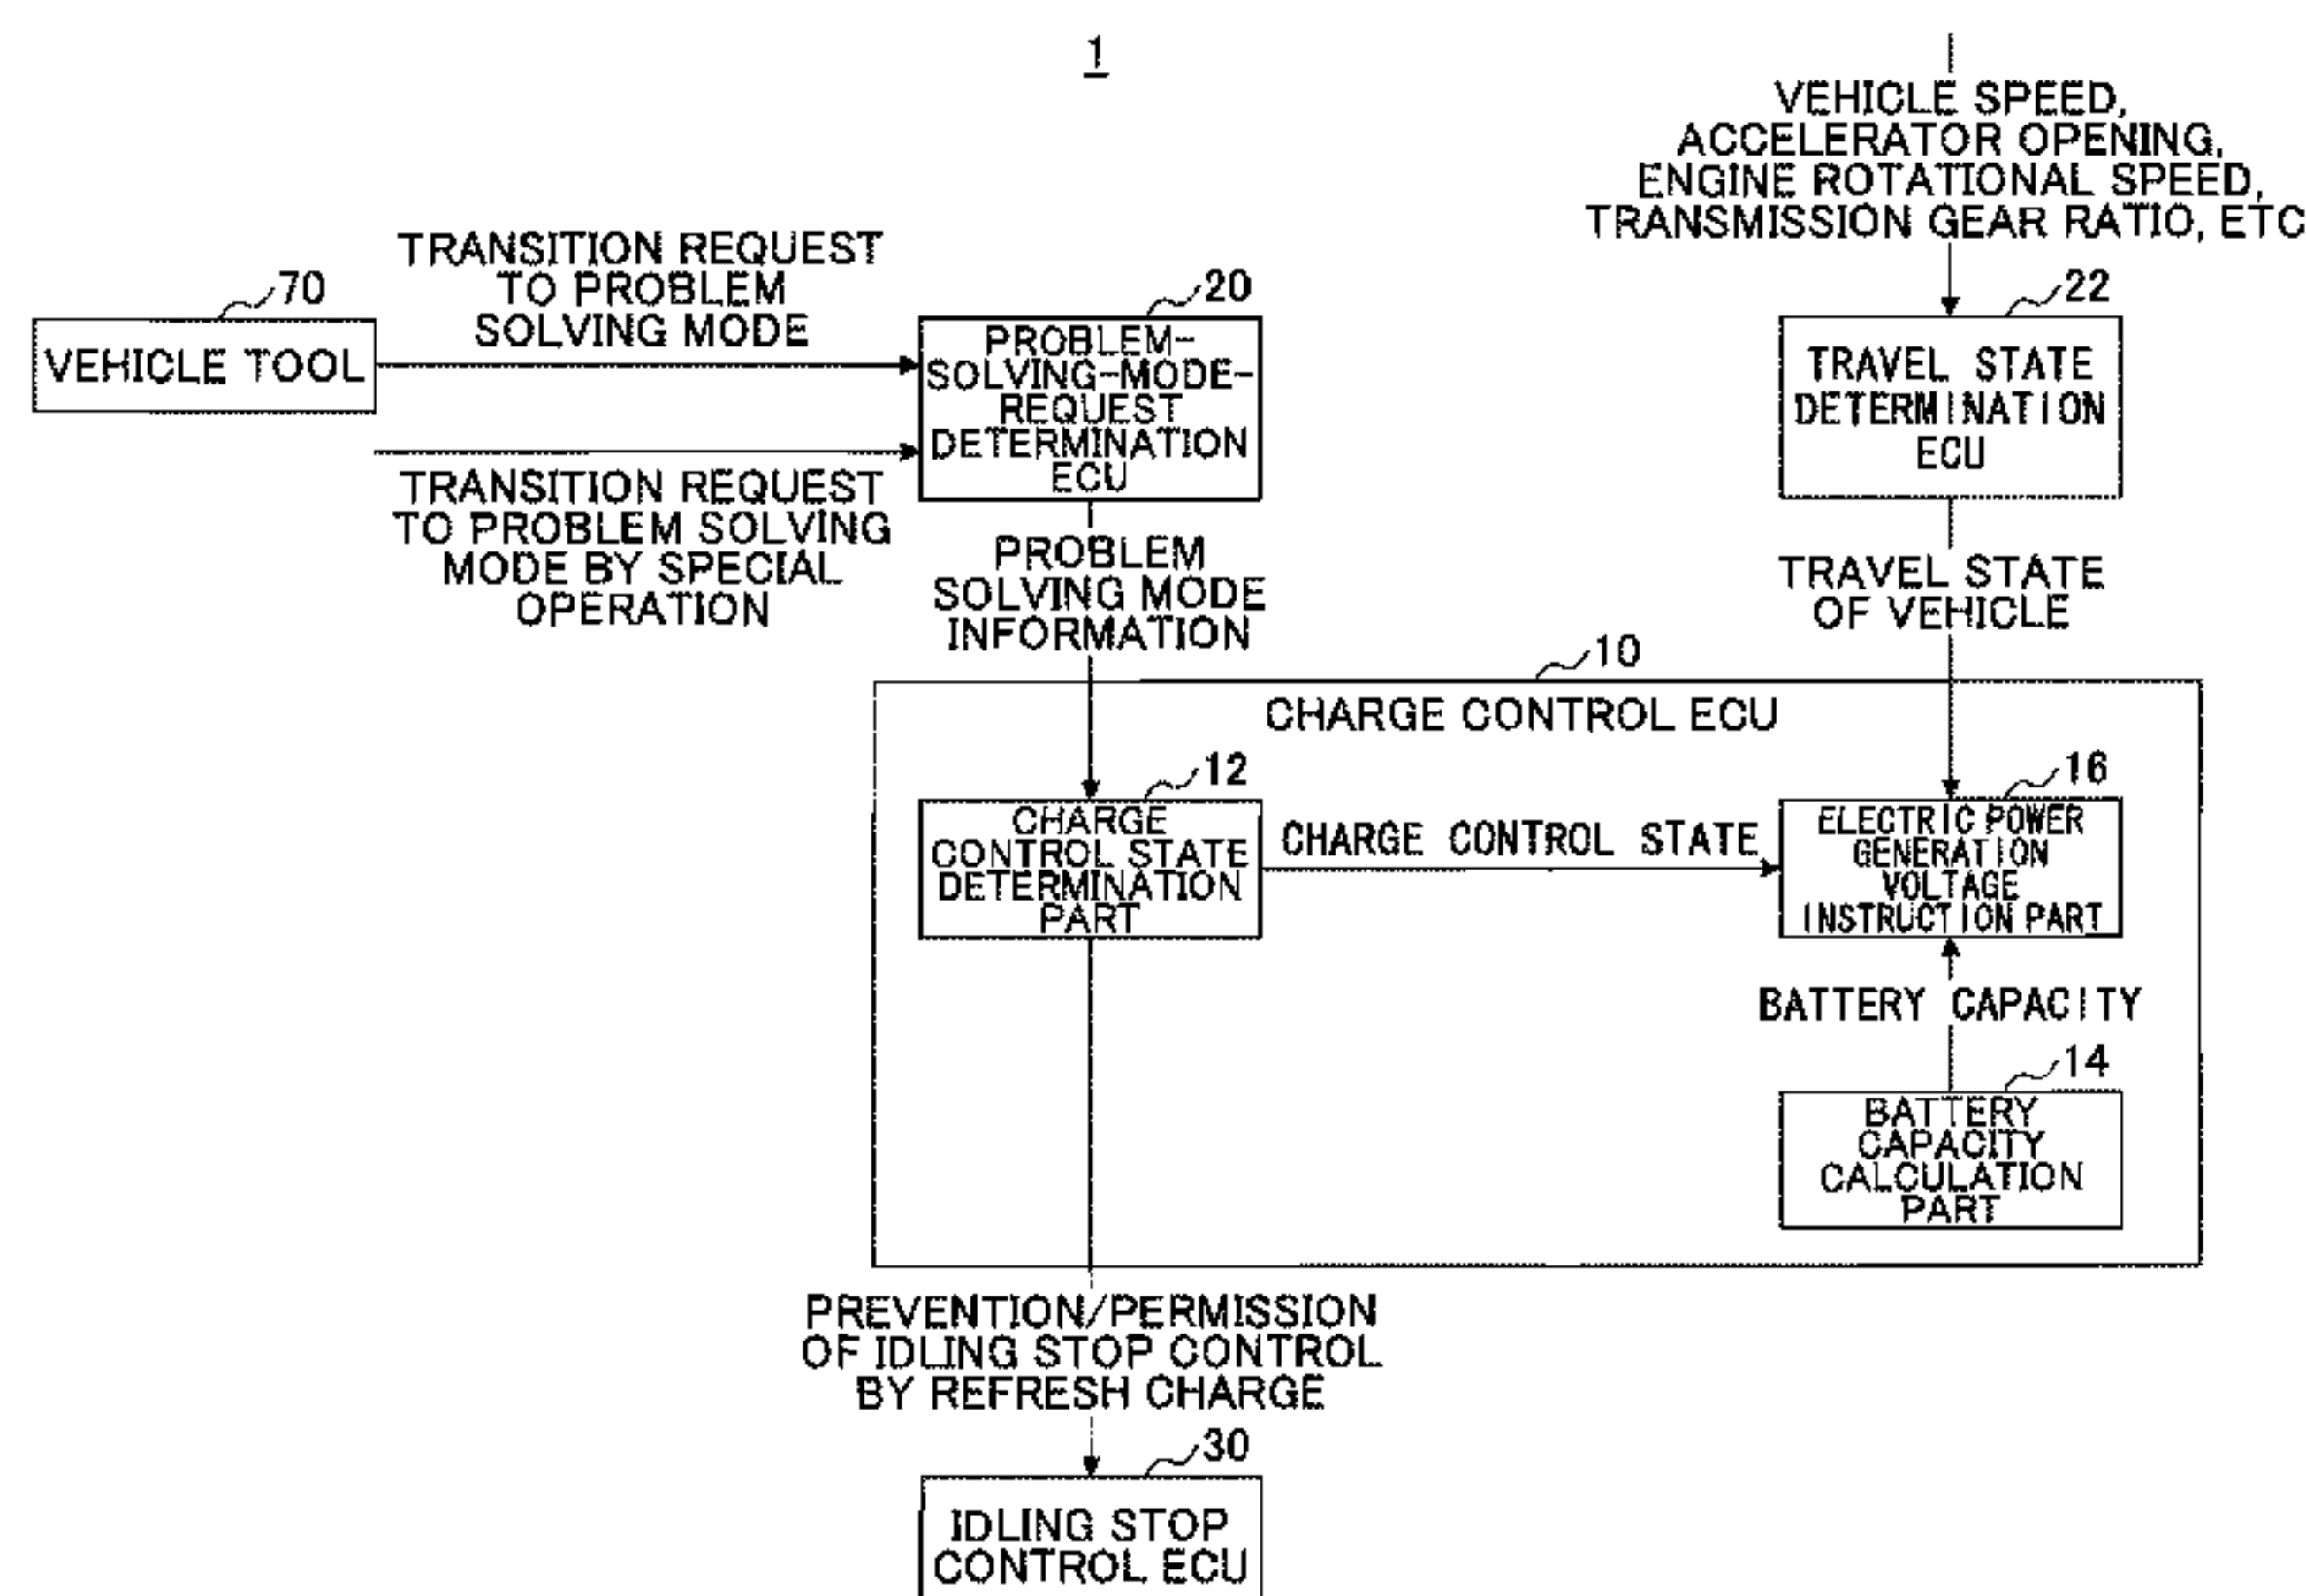 1
VEHICLE SPEED,
ACCELERATOR OPENING,
ENGINE ROTATIONAL SPEED,
TRANSMISSION GEAR RATIO, ETC
TRANSITION REQUEST
TO PROBLEM
SOLVING MODE
70
VEHICLE TOOL
20
PROBLEM-
SOLVING-MODE-
REQUEST
DETERMINATION
ECU
22
TRAVEL STATE
DETERMINATION
ECU
TRANSITION REQUEST
TO PROBLEM SOLVING
MODE BY SPECIAL
OPERATION
PROBLEM
SOLVING MODE
INFORMATION
TRAVEL STATE
OF VEHICLE
10
CHARGE CONTROL ECU
12
CHARGE
CONTROL STATE
DETERMINATION
PART
CHARGE CONTROL STATE
16
ELECTRIC POWER
GENERATION
VOLTAGE
INSTRUCTION PART
BATTERY CAPACITY
14
BATTERY
CAPACITY
CALCULATION
PART
PREVENTION/PERMISSION
OF IDLING STOP CONTROL
BY REFRESH CHARGE
30
IDLING STOP
CONTROL ECU